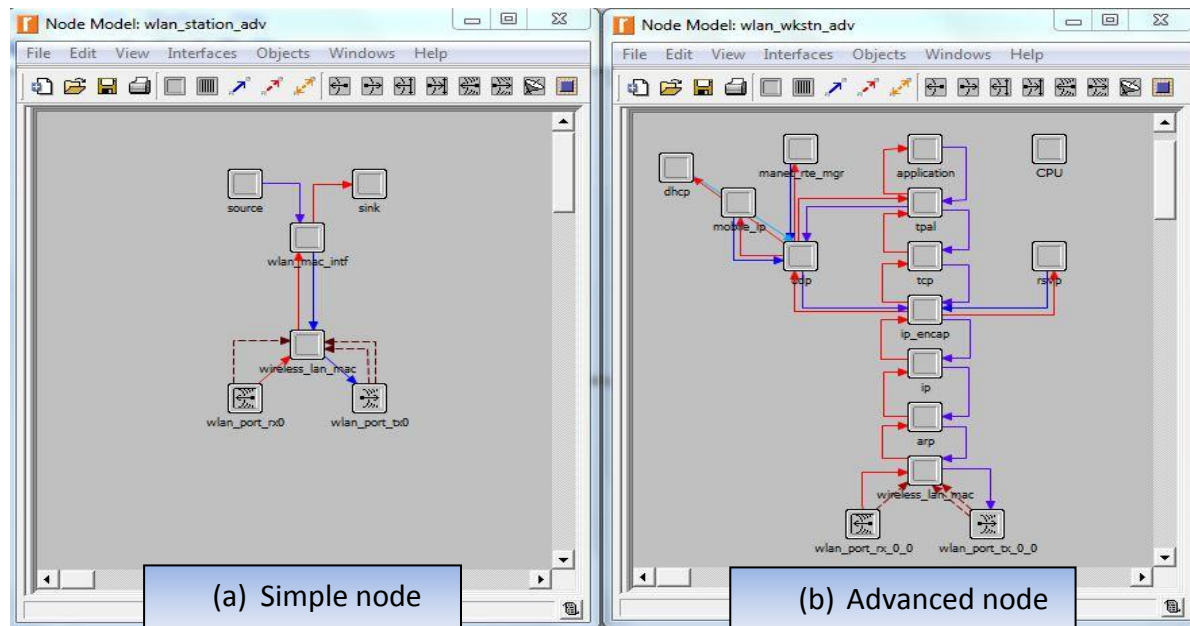 Node Model: wlan_station_adv
File Edit View Interfaces Objects Windows Help
source
sink
wlan_mac_intf
wireless_lan_mac
wlan_port_rx0
wlan_port_tx0
(a) Simple node
Node Model: wlan_wkstn_adv
File Edit View Interfaces Objects Windows Help
dhcp
manet_rte_mgr
application
CPU
mobile_ip
tpal
udp
tcp
rsvp
ip_encap
ip
arp
wireless_lan_mac
wlan_port_rx_0_0
wlan_port_tx_0_0
(b) Advanced node